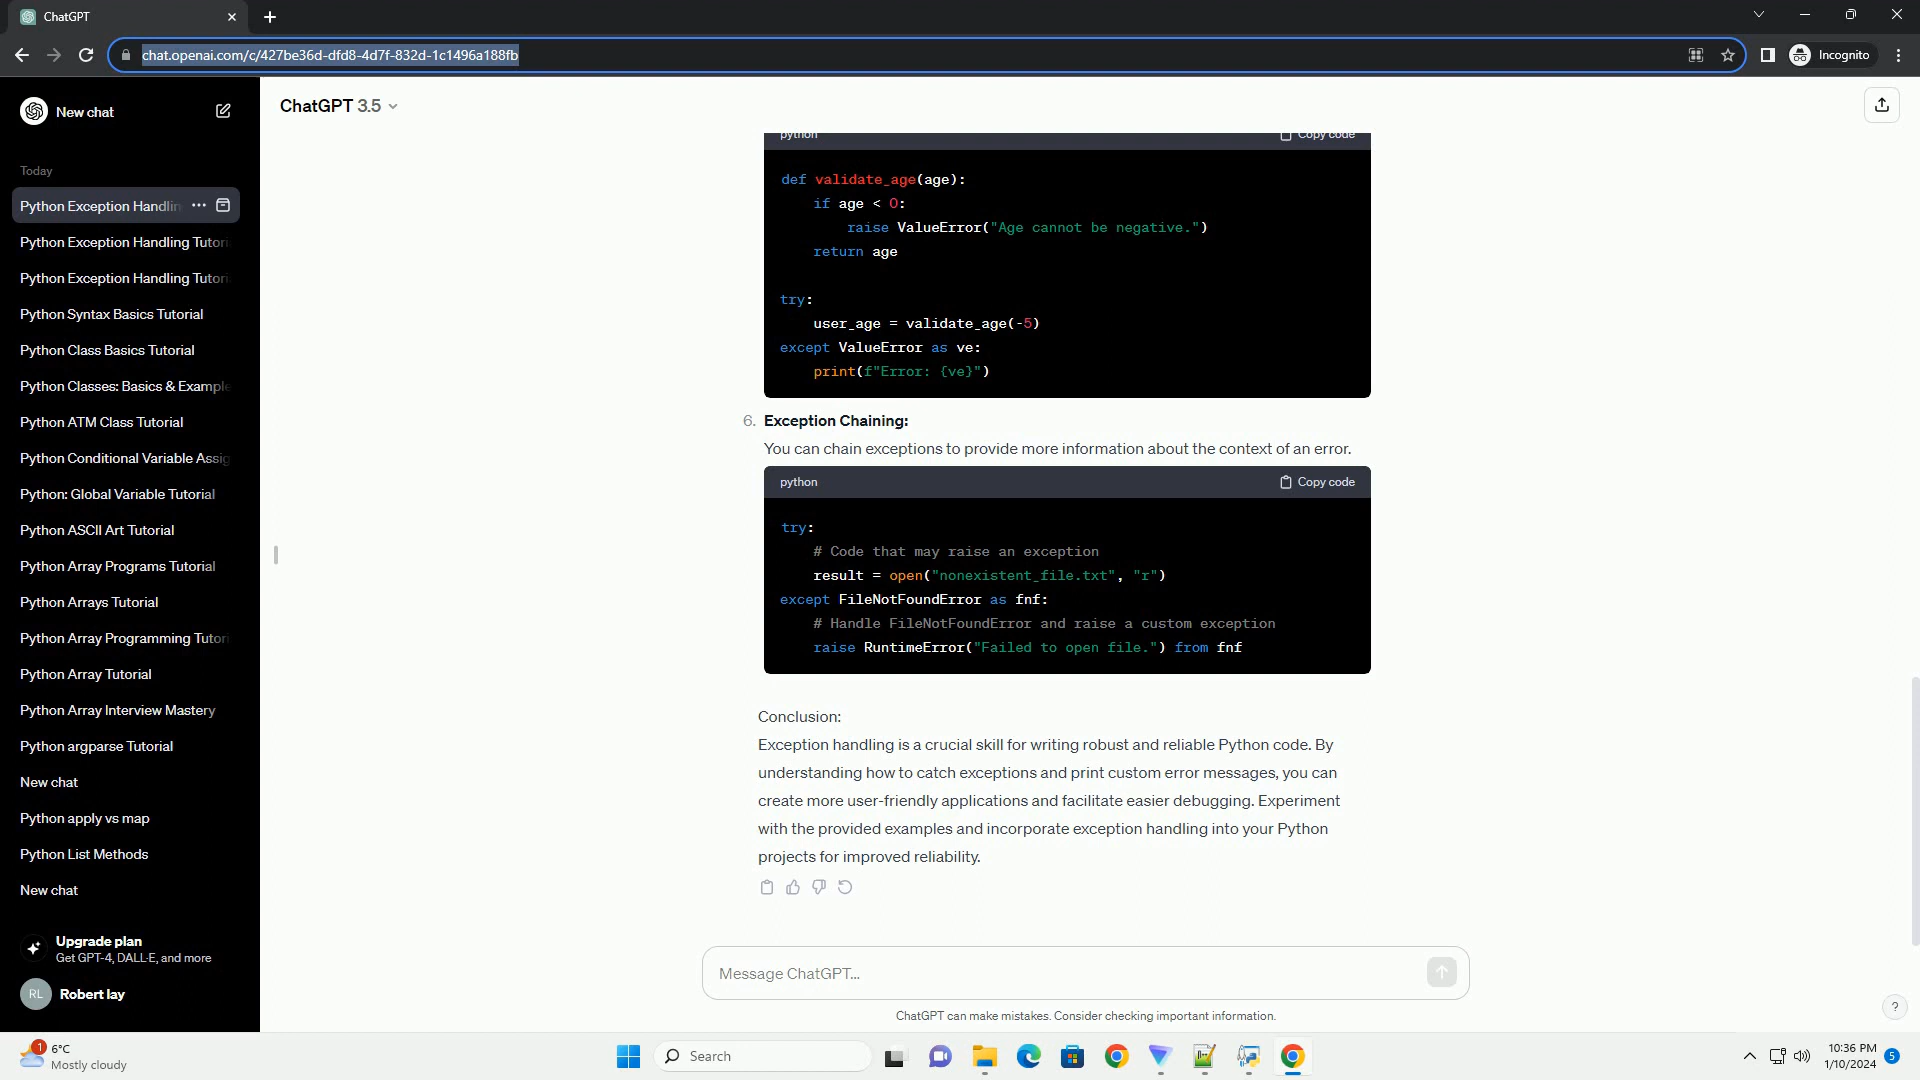 ChatGPT
chat.openai.com/c/427be36d-dfd8-4d7f-832d-1c1496a188fb
Incognito
New chat
Today
Python Exception Handlin
Python Exception Handling Tutori
Python Exception Handling Tutori
Python Syntax Basics Tutorial
Python Class Basics Tutorial
Python Classes: Basics & Example
Python ATM Class Tutorial
Python Conditional Variable Assig
Python: Global Variable Tutorial
Python ASCII Art Tutorial
Python Array Programs Tutorial
Python Arrays Tutorial
Python Array Programming Tutori
Python Array Tutorial
Python Array Interview Mastery
Python argparse Tutorial
New chat
Python apply vs map
Python List Methods
New chat
Upgrade plan
Get GPT-4, DALL·E, and more
RL Robert lay
ChatGPT 3.5
python Copy code
def validate_age(age):
    if age < 0:
        raise ValueError("Age cannot be negative.")
    return age
try:
    user_age = validate_age(-5)
except ValueError as ve:
    print(f"Error: {ve}")
6. Exception Chaining:
You can chain exceptions to provide more information about the context of an error.
python Copy code
try:
    # Code that may raise an exception
    result = open("nonexistent_file.txt", "r")
except FileNotFoundError as fnf:
    # Handle FileNotFoundError and raise a custom exception
    raise RuntimeError("Failed to open file.") from fnf
Conclusion:
Exception handling is a crucial skill for writing robust and reliable Python code. By
understanding how to catch exceptions and print custom error messages, you can
create more user-friendly applications and facilitate easier debugging. Experiment
with the provided examples and incorporate exception handling into your Python
projects for improved reliability.
Message ChatGPT...
ChatGPT can make mistakes. Consider checking important information.
?
1
6°C
Mostly cloudy
Search
10:36 PM
1/10/2024
5